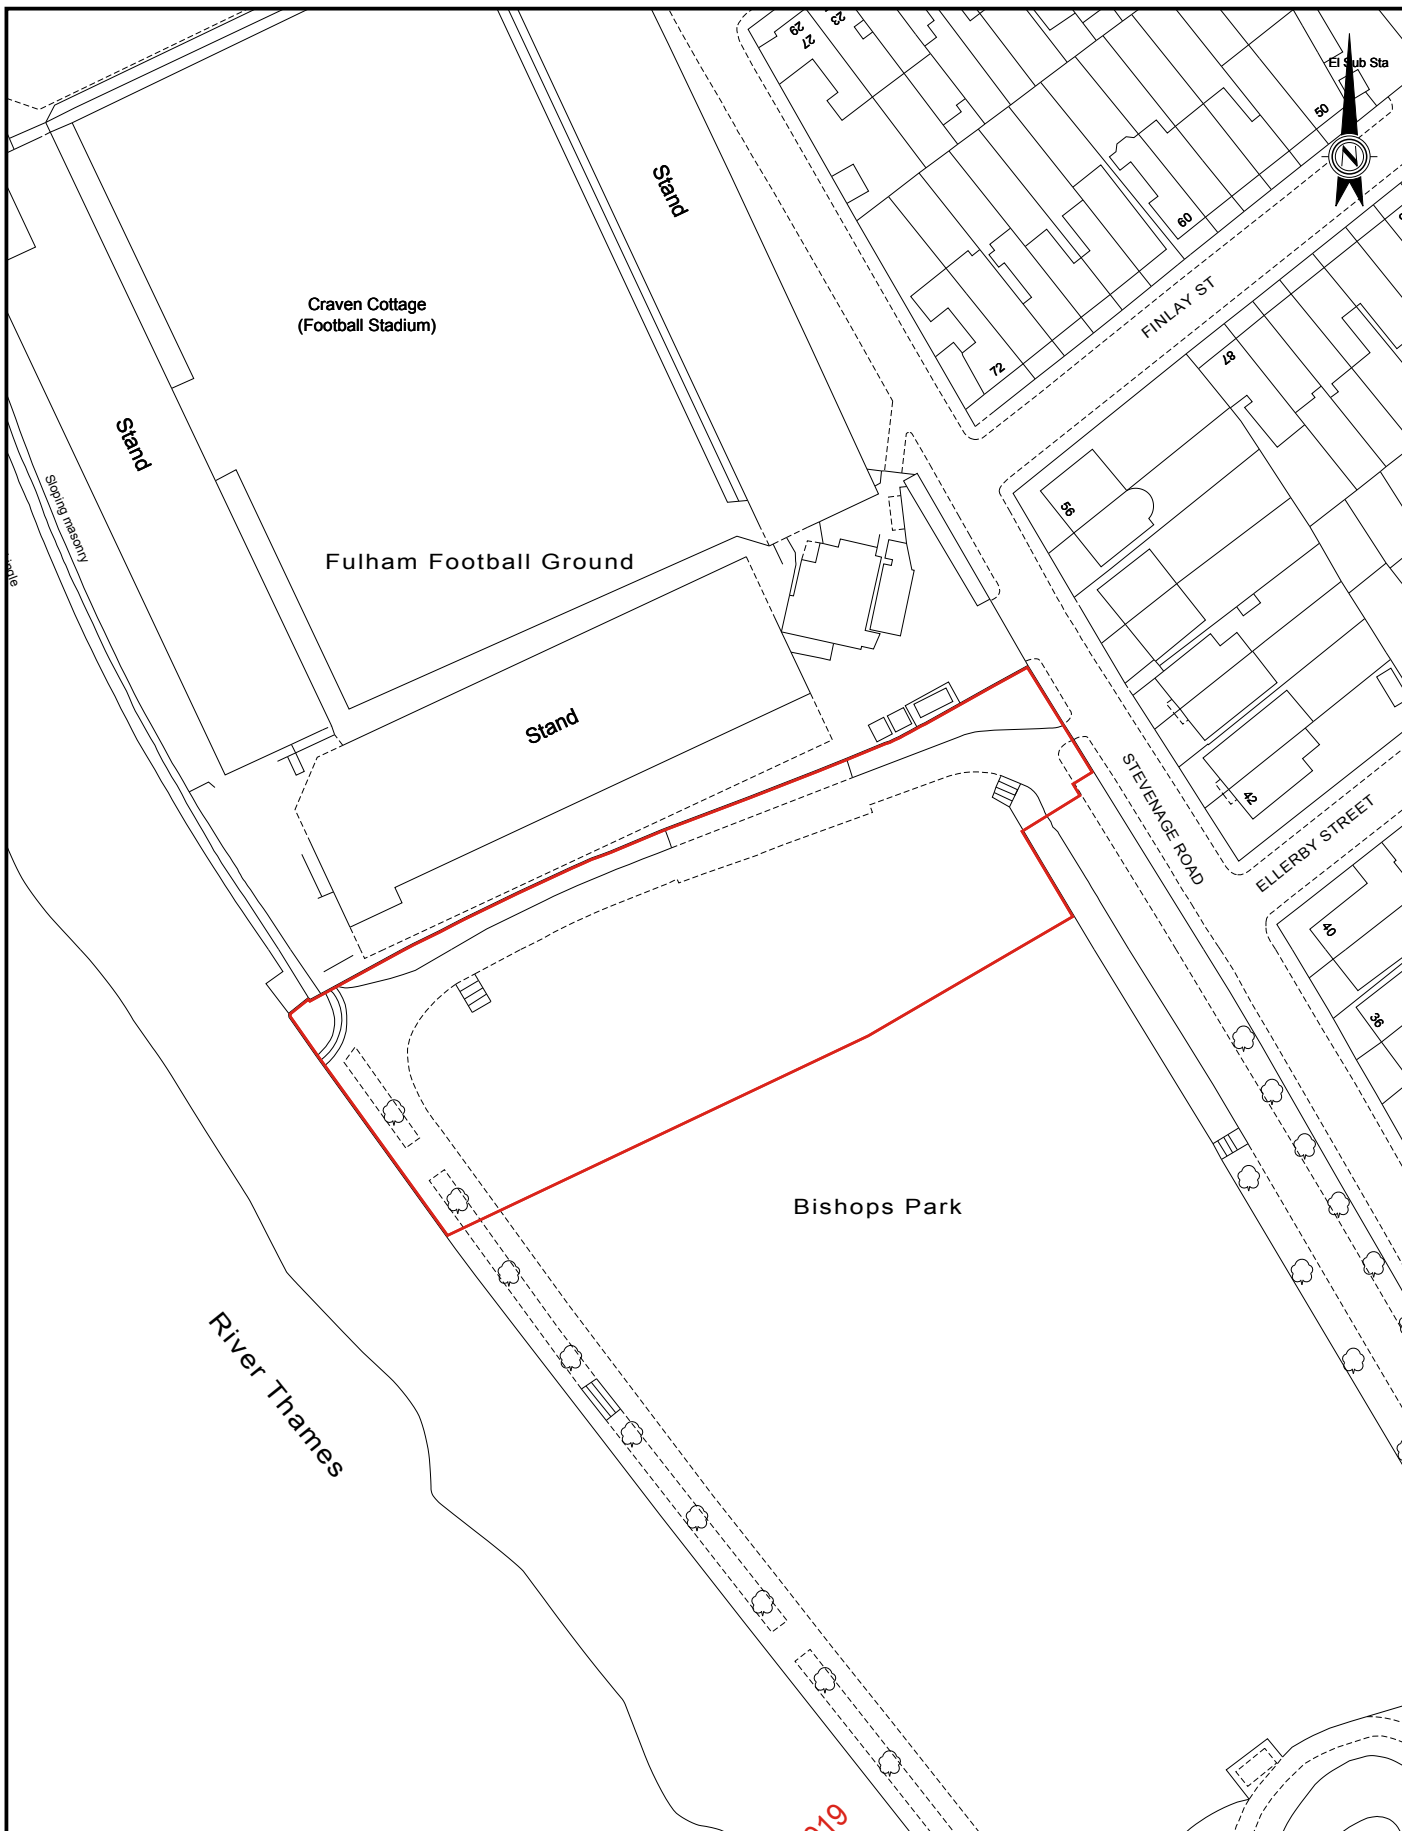 29
27
23
El Sub Sta
50
N
Stand
60
Craven Cottage
(Football Stadium)
FINLAY ST
72
87
Stand
56
Sloping masonry
Fulham Football Ground
Stand
STEVENAGE ROAD
42
ELLERBY STREET
40
36
Bishops Park
River Thames